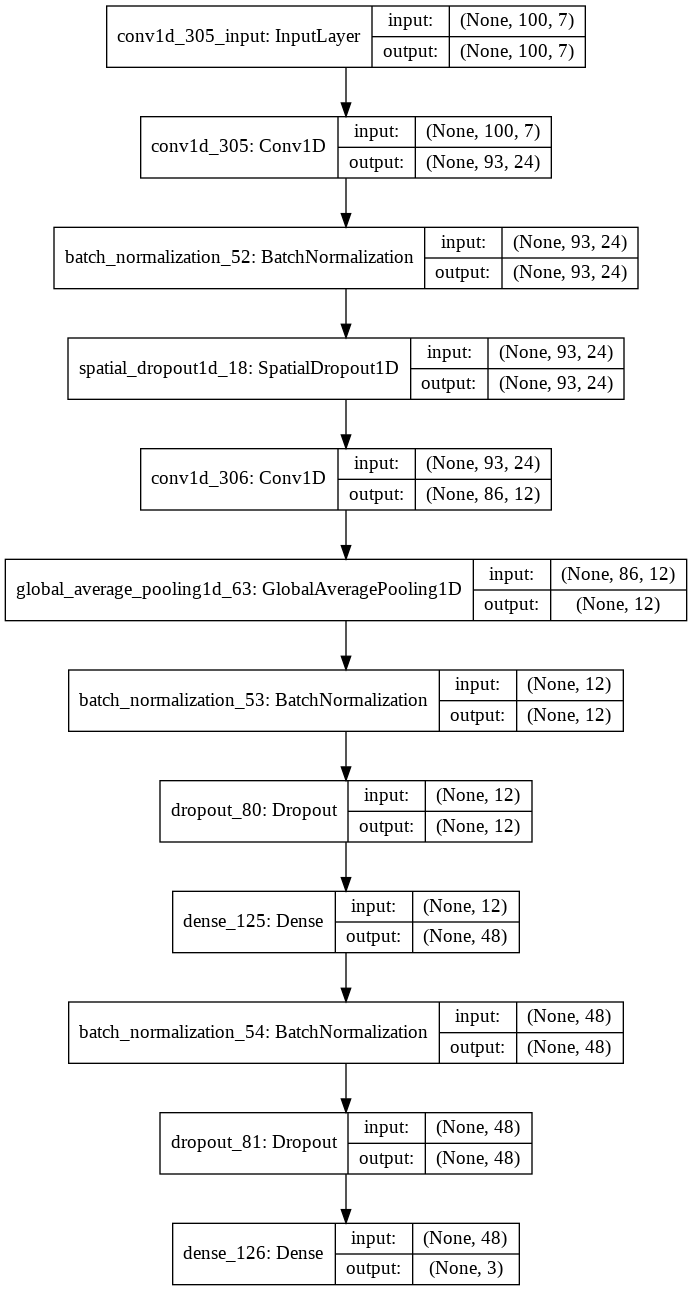 conv1d_305_input: InputLayer
input: (None, 100, 7)
output: (None, 100, 7)
conv1d_305: Conv1D
input: (None, 100, 7)
output: (None, 93, 24)
batch_normalization_52: BatchNormalization
input: (None, 93, 24)
output: (None, 93, 24)
spatial_dropout1d_18: SpatialDropout1D
input: (None, 93, 24)
output: (None, 93, 24)
conv1d_306: Conv1D
input: (None, 93, 24)
output: (None, 86, 12)
global_average_pooling1d_63: GlobalAveragePooling1D
input: (None, 86, 12)
output: (None, 12)
batch_normalization_53: BatchNormalization
input: (None, 12)
output: (None, 12)
dropout_80: Dropout
input: (None, 12)
output: (None, 12)
dense_125: Dense
input: (None, 12)
output: (None, 48)
batch_normalization_54: BatchNormalization
input: (None, 48)
output: (None, 48)
dropout_81: Dropout
input: (None, 48)
output: (None, 48)
dense_126: Dense
input: (None, 48)
output: (None, 3)